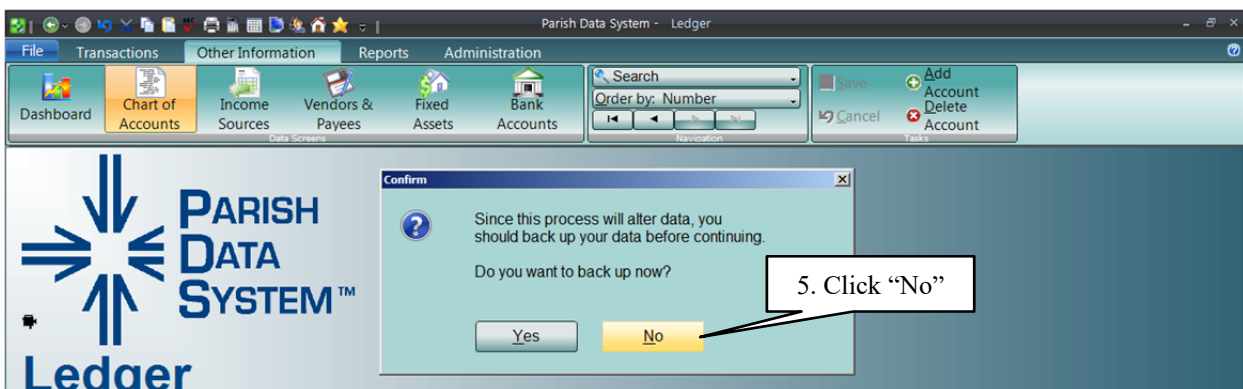 Parish Data System - Ledger
File Transactions Other Information Reports Administration
Dashboard
Chart of
Accounts
Income
Sources
Vendors &
Payees
Fixed
Assets
Bank
Accounts
Data Screens
Search
Order by: Number
Navigation
Save
Cancel
Add
Account
Delete
Account
Tasks
PARISH
DATA
SYSTEM™
Ledger
Confirm
Since this process will alter data, you
should back up your data before continuing.
Do you want to back up now?
Yes No
5. Click “No”